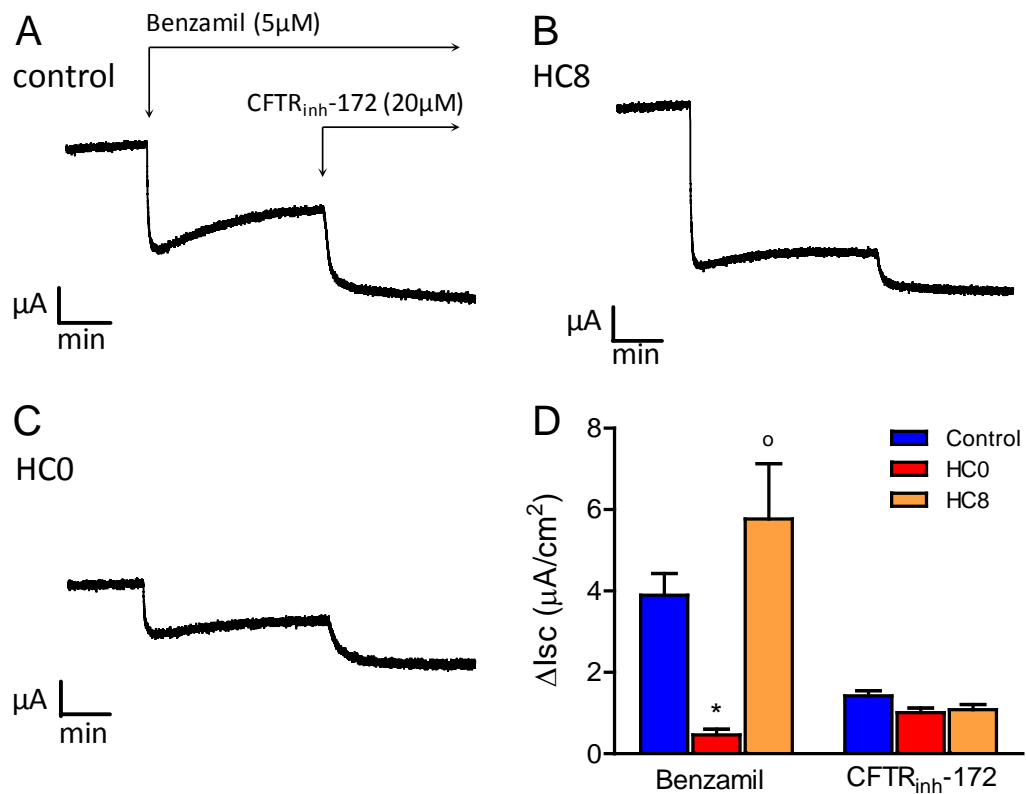 A
control
Benzamil (5μM)
CFTRinh-172 (20μM)
μA
min
B
HC8
μA
min
C
HC0
μA
min
D
8
6
4
2
0
ΔIsc (μA/cm²)
o
*
Control
HC0
HC8
Benzamil
CFTRinh-172